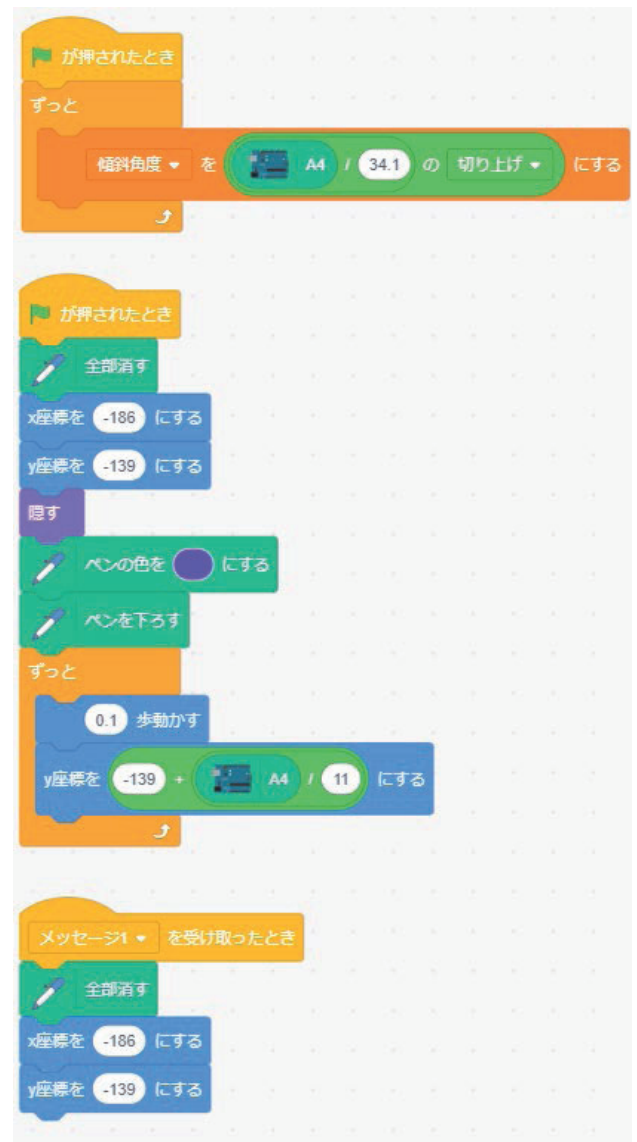 が押されたとき
ずっと
傾斜角度 を A4 / 34.1 の 切り上げ にする
が押されたとき
全部消す
x座標を -186 にする
y座標を -139 にする
隠す
ペンの色を にする
ペンを下ろす
ずっと
0.1 歩動かす
y座標を -139 + A4 / 11 にする
メッセージ1 を受け取ったとき
全部消す
x座標を -186 にする
y座標を -139 にする